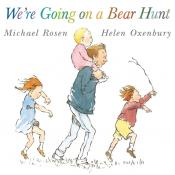 We're Going on a Bear Hunt
Michael Rosen Helen Oxenbury